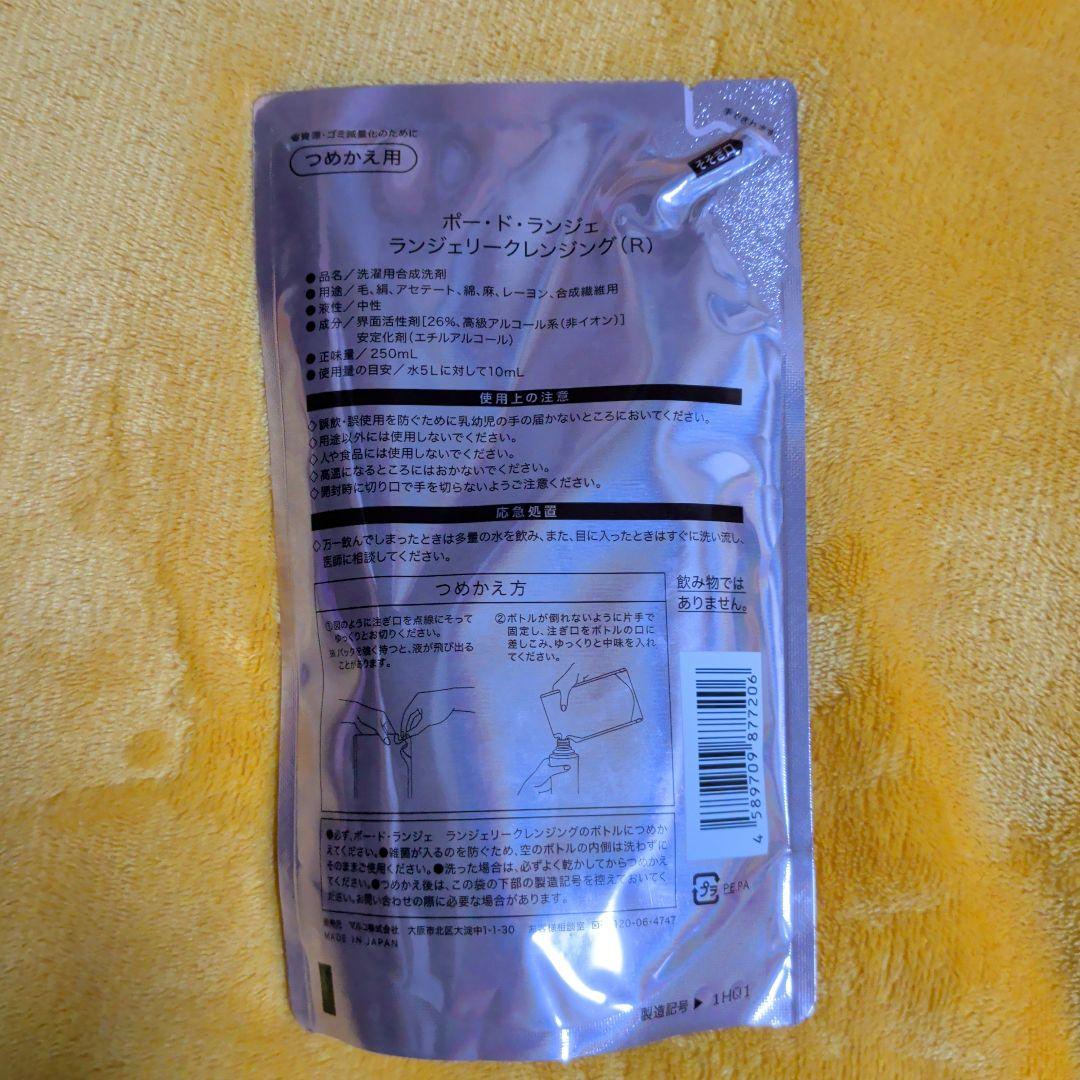 資源・ゴミ減量化のために
つめかえ用
そそぎ口
ポー・ド・ランジェ
ランジェリークレンジング(R)
●品名/洗濯用合成洗剤
●用途/毛、絹、アセテート、綿、麻、レーヨン、合成繊維用
●液性/中性
●成分/界面活性剤[26%、高級アルコール系(非イオン)]
安定化剤(エチルアルコール)
●正味量/250mL
●使用量の目安/水5Lに対して10mL
使用上の注意
◇誤飲・誤使用を防ぐために乳幼児の手の届かないところにおいてください。
◇用途以外には使用しないでください。
◇人や食品には使用しないでください。
◇高温になるところにはおかないでください。
◇開封時に切り口で手を切らないようご注意ください。
応急処置
◇万一飲んでしまったときは多量の水を飲み、また、目に入ったときはすぐに洗い流し、
医師に相談してください。
つめかえ方
①図のように注ぎ口を点線にそって
ゆっくりとお切りください。
※パックを強く持つと、液が飛び出る
ことがあります。
②ボトルが倒れないように片手で
固定し、注ぎ口をボトルの口に
差しこみ、ゆっくりと中味を入れ
てください。
飲み物では
ありません。
4 589709 877206
●必ず、ポー・ド・ランジェ ランジェリークレンジングのボトルにつめか
えてください。●雑菌が入るのを防ぐため、空のボトルの内側は洗わずに
そのままご使用ください。●洗った場合は、必ずよく乾かしてからつめかえ
てください。●つめかえ後は、この袋の下部の製造記号を控えておいてく
ださい。お問い合わせの際に必要な場合があります。
プラ PE,PA
発売元 マルコ株式会社 大阪市北区大淀中1-1-30 お客様相談室 120-06-4747
MADE IN JAPAN
製造記号▶ 1HQ1